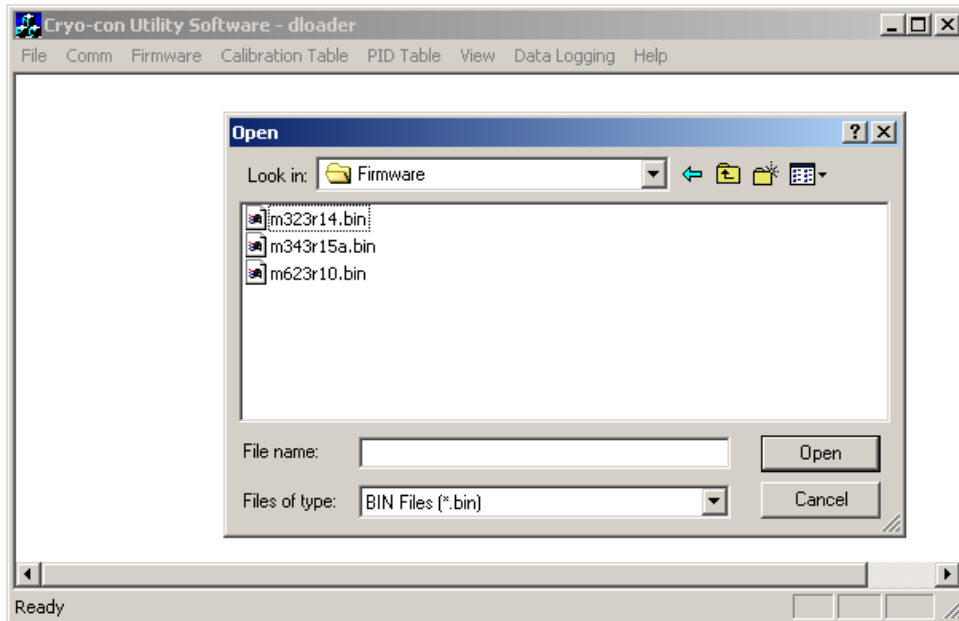 Cryo-con Utility Software - dloader
File Comm Firmware Calibration Table PID Table View Data Logging Help
Open
Look in: Firmware
m323r14.bin
m343r15a.bin
m623r10.bin
File name: Open
Files of type: BIN Files (*.bin) Cancel
Ready